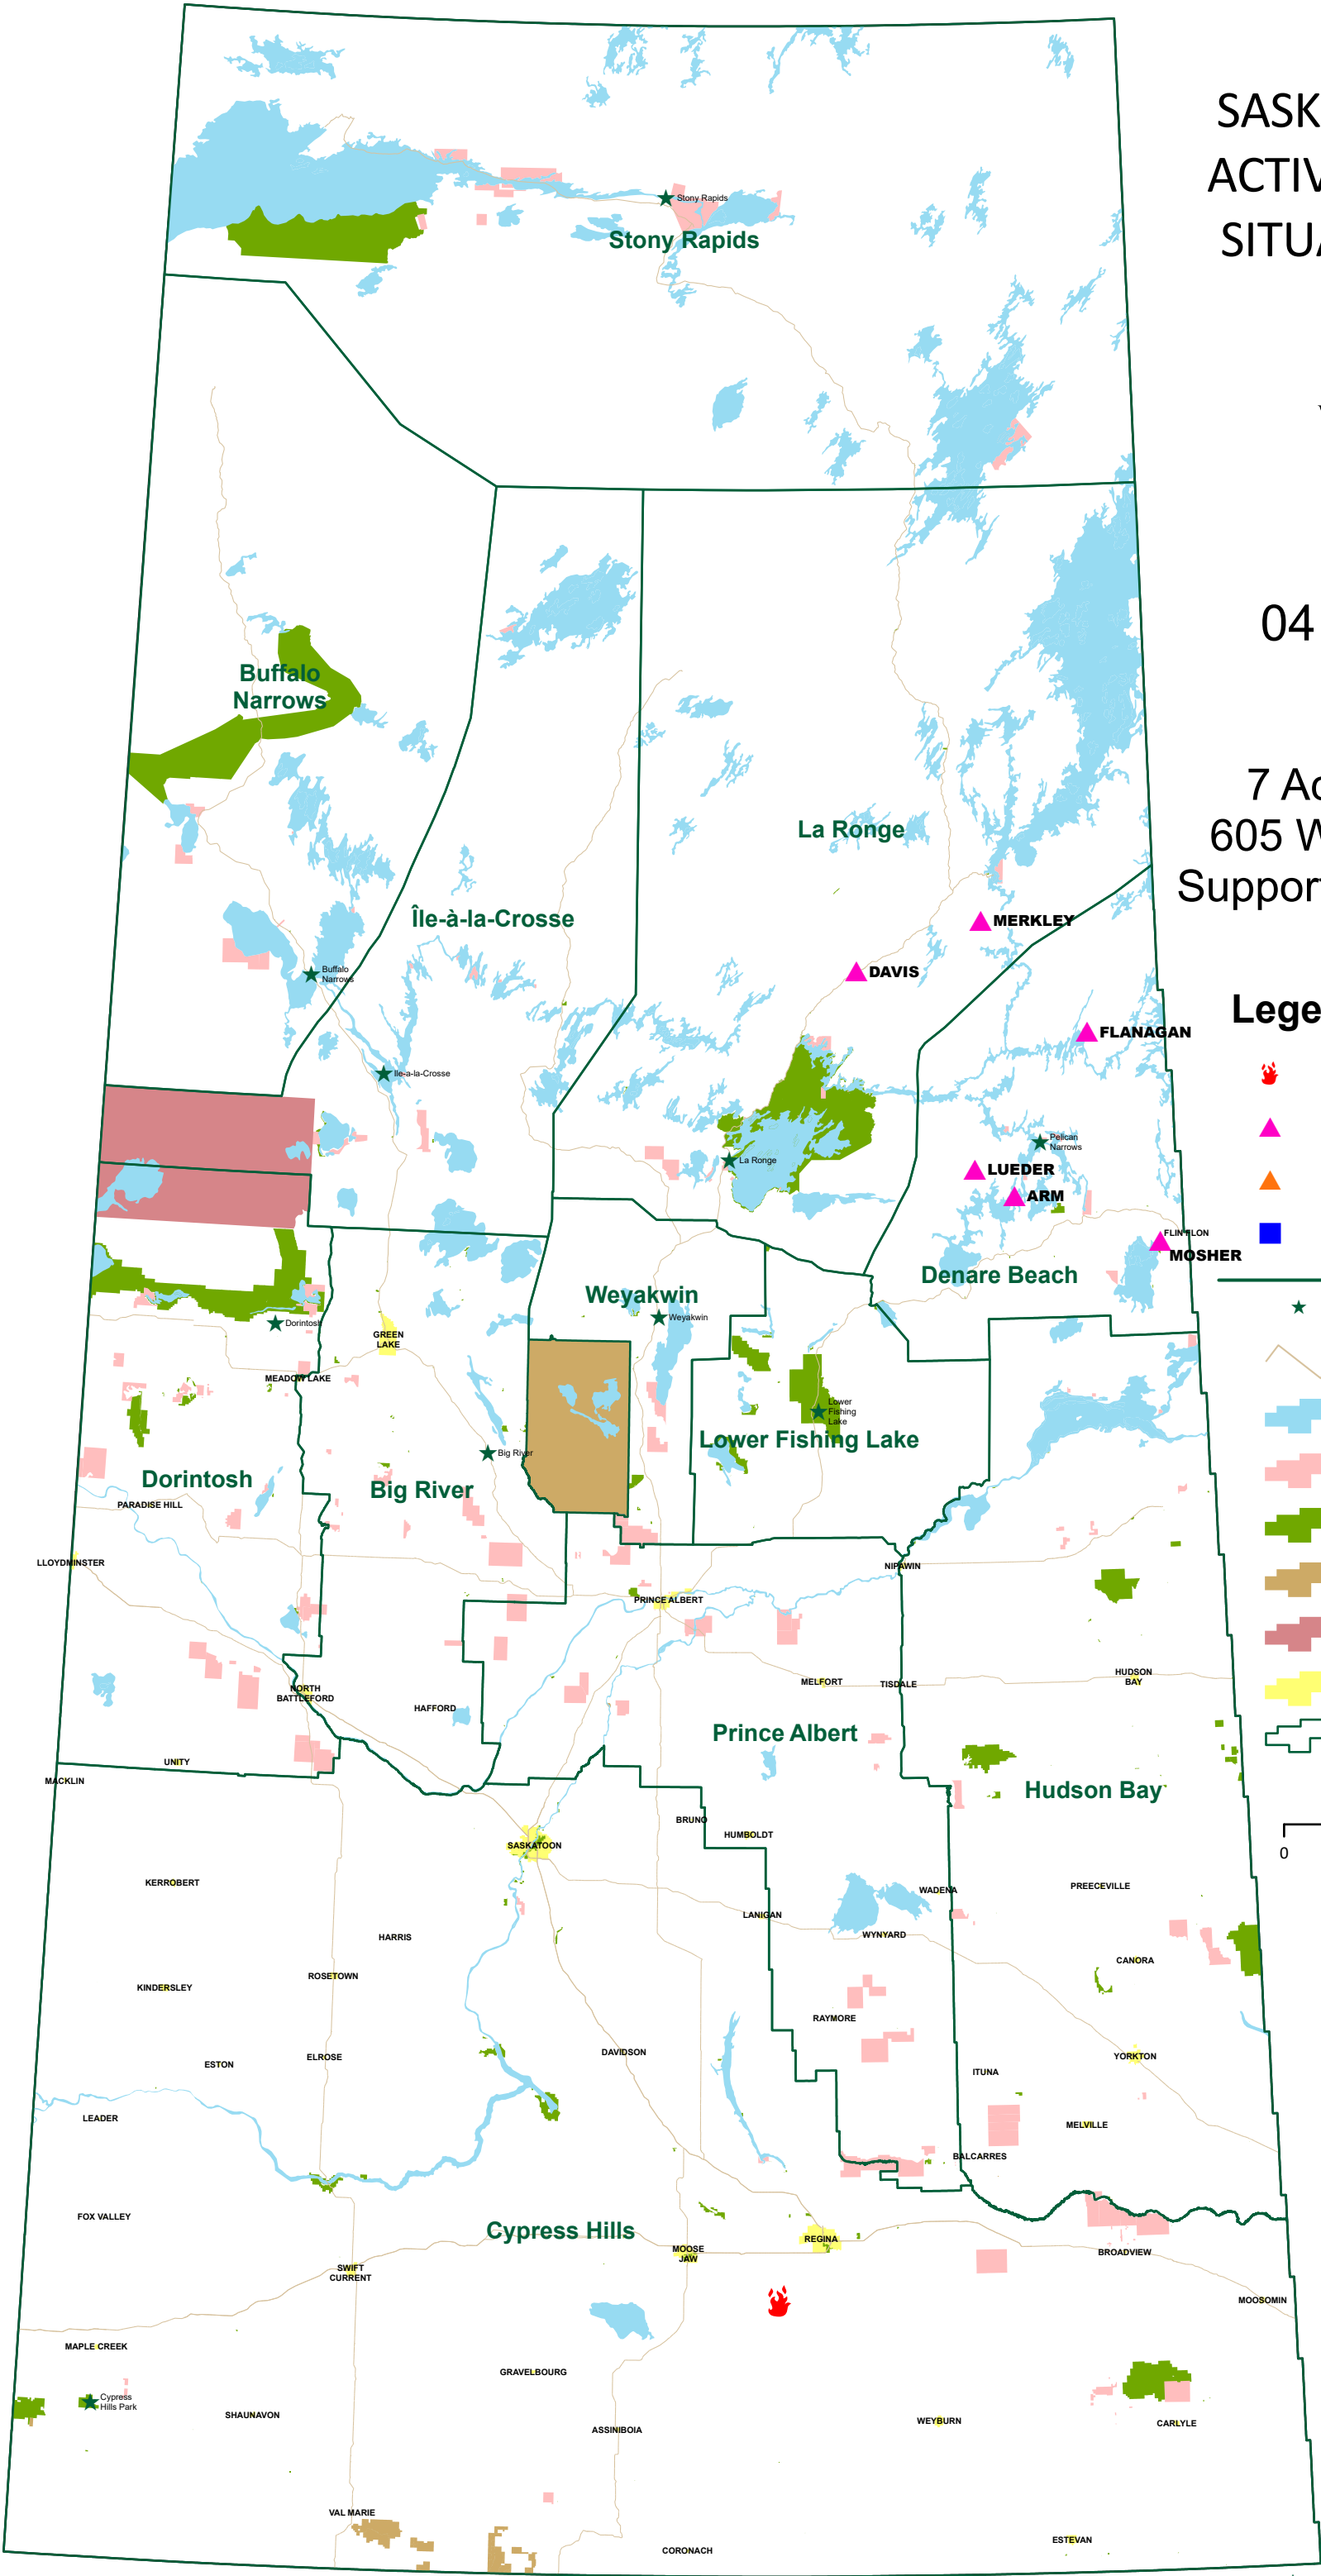 SASK
ACTIV
SITUA
Stony Rapids
Stony Rapids
04
Buffalo
Narrows
7 Ac
605 W
Support
La Ronge
Île-à-la-Crosse
MERKLEY
Buffalo
Narrows
DAVIS
Lege
FLANAGAN
Ile-a-la-Crosse
Pelican
Narrows
La Ronge
LUEDER
ARM
FLIN FLON
MOSHER
Denare Beach
Weyakwin
Weyakwin
Dorintosh
GREEN
LAKE
MEADOW LAKE
Lower
Fishing
Lake
Lower Fishing Lake
Big River
Dorintosh
Big River
PARADISE HILL
LLOYDMINSTER
NIPAWIN
PRINCE ALBERT
HUDSON
BAY
MELFORT
TISDALE
NORTH
BATTLEFORD
HAFFORD
Prince Albert
UNITY
MACKLIN
Hudson Bay
BRUNO
HUMBOLDT
SASKATOON
0
KERROBERT
PREECEVILLE
WADENA
LANIGAN
WYNYARD
HARRIS
CANORA
ROSETOWN
KINDERSLEY
RAYMORE
DAVIDSON
ELROSE
YORKTON
ESTON
ITUNA
LEADER
MELVILLE
BALCARRES
FOX VALLEY
Cypress Hills
REGINA
MOOSE
JAW
BROADVIEW
SWIFT
CURRENT
MOOSOMIN
MAPLE CREEK
GRAVELBOURG
Cypress
Hills Park
SHAUNAVON
WEYBURN
CARLYLE
ASSINIBOIA
VAL MARIE
ESTEVAN
CORONACH